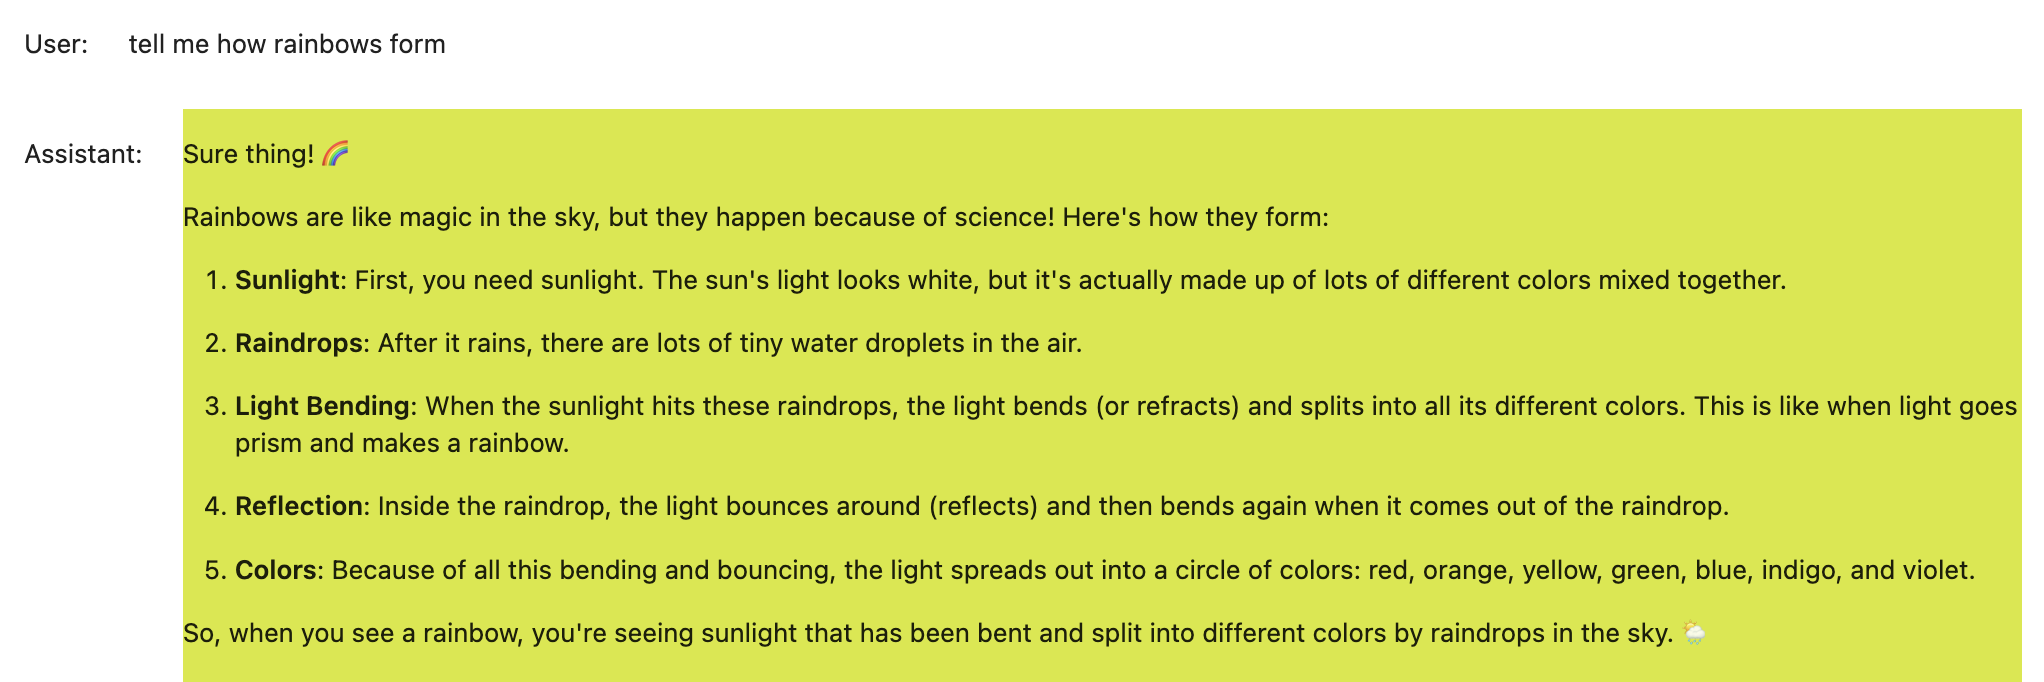 User: tell me how rainbows form
Assistant: Sure thing! 🌈
Rainbows are like magic in the sky, but they happen because of science! Here's how they form:
1. Sunlight: First, you need sunlight. The sun's light looks white, but it's actually made up of lots of different colors mixed together.
2. Raindrops: After it rains, there are lots of tiny water droplets in the air.
3. Light Bending: When the sunlight hits these raindrops, the light bends (or refracts) and splits into all its different colors. This is like when light goes
prism and makes a rainbow.
4. Reflection: Inside the raindrop, the light bounces around (reflects) and then bends again when it comes out of the raindrop.
5. Colors: Because of all this bending and bouncing, the light spreads out into a circle of colors: red, orange, yellow, green, blue, indigo, and violet.
So, when you see a rainbow, you're seeing sunlight that has been bent and split into different colors by raindrops in the sky. 🌦️